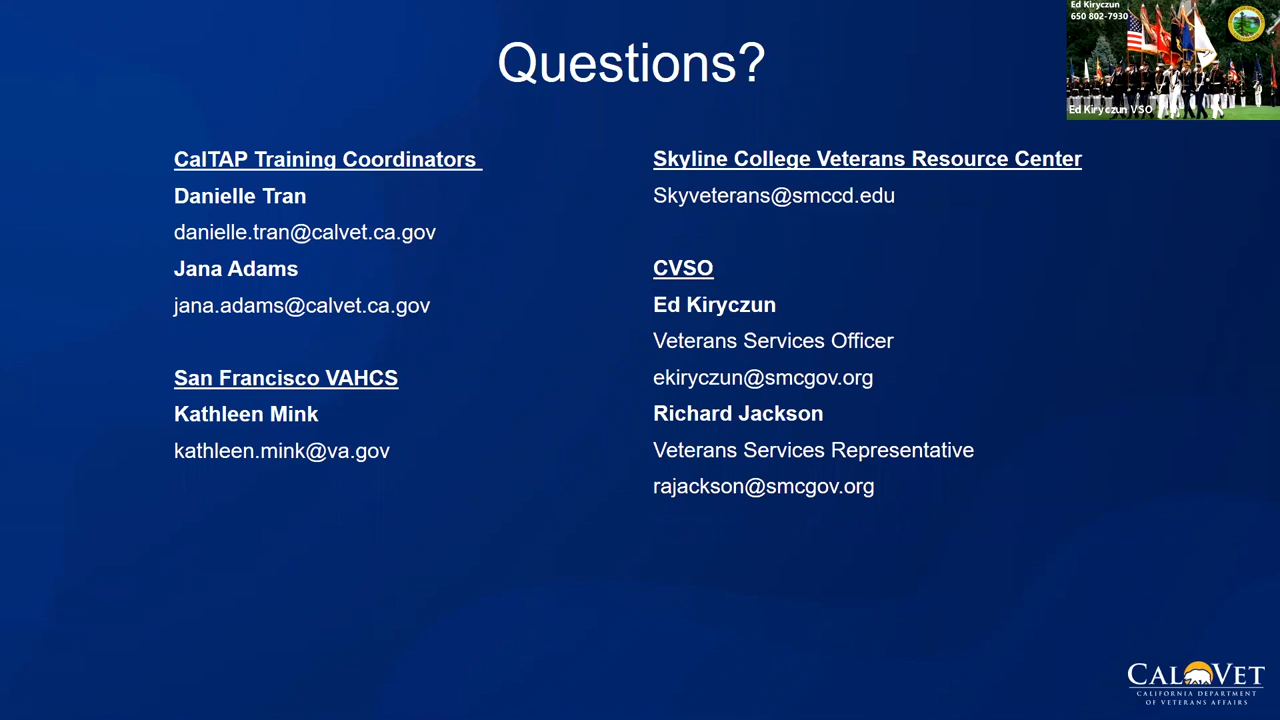 Questions?
CalTAP Training Coordinators
Danielle Tran
danielle.tran@calvet.ca.gov
Jana Adams
jana.adams@calvet.ca.gov
San Francisco VAHCS
Kathleen Mink
kathleen.mink@va.gov
Skyline College Veterans Resource Center
Skyveterans@smccd.edu
CVSO
Ed Kiryczun
Veterans Services Officer
ekiryczun@smcgov.org
Richard Jackson
Veterans Services Representative
rajackson@smcgov.org
Ed Kiryczun
650 802-7930
Ed Kiryczun VSO
CALVET
CALIFORNIA DEPARTMENT
OF VETERANS AFFAIRS